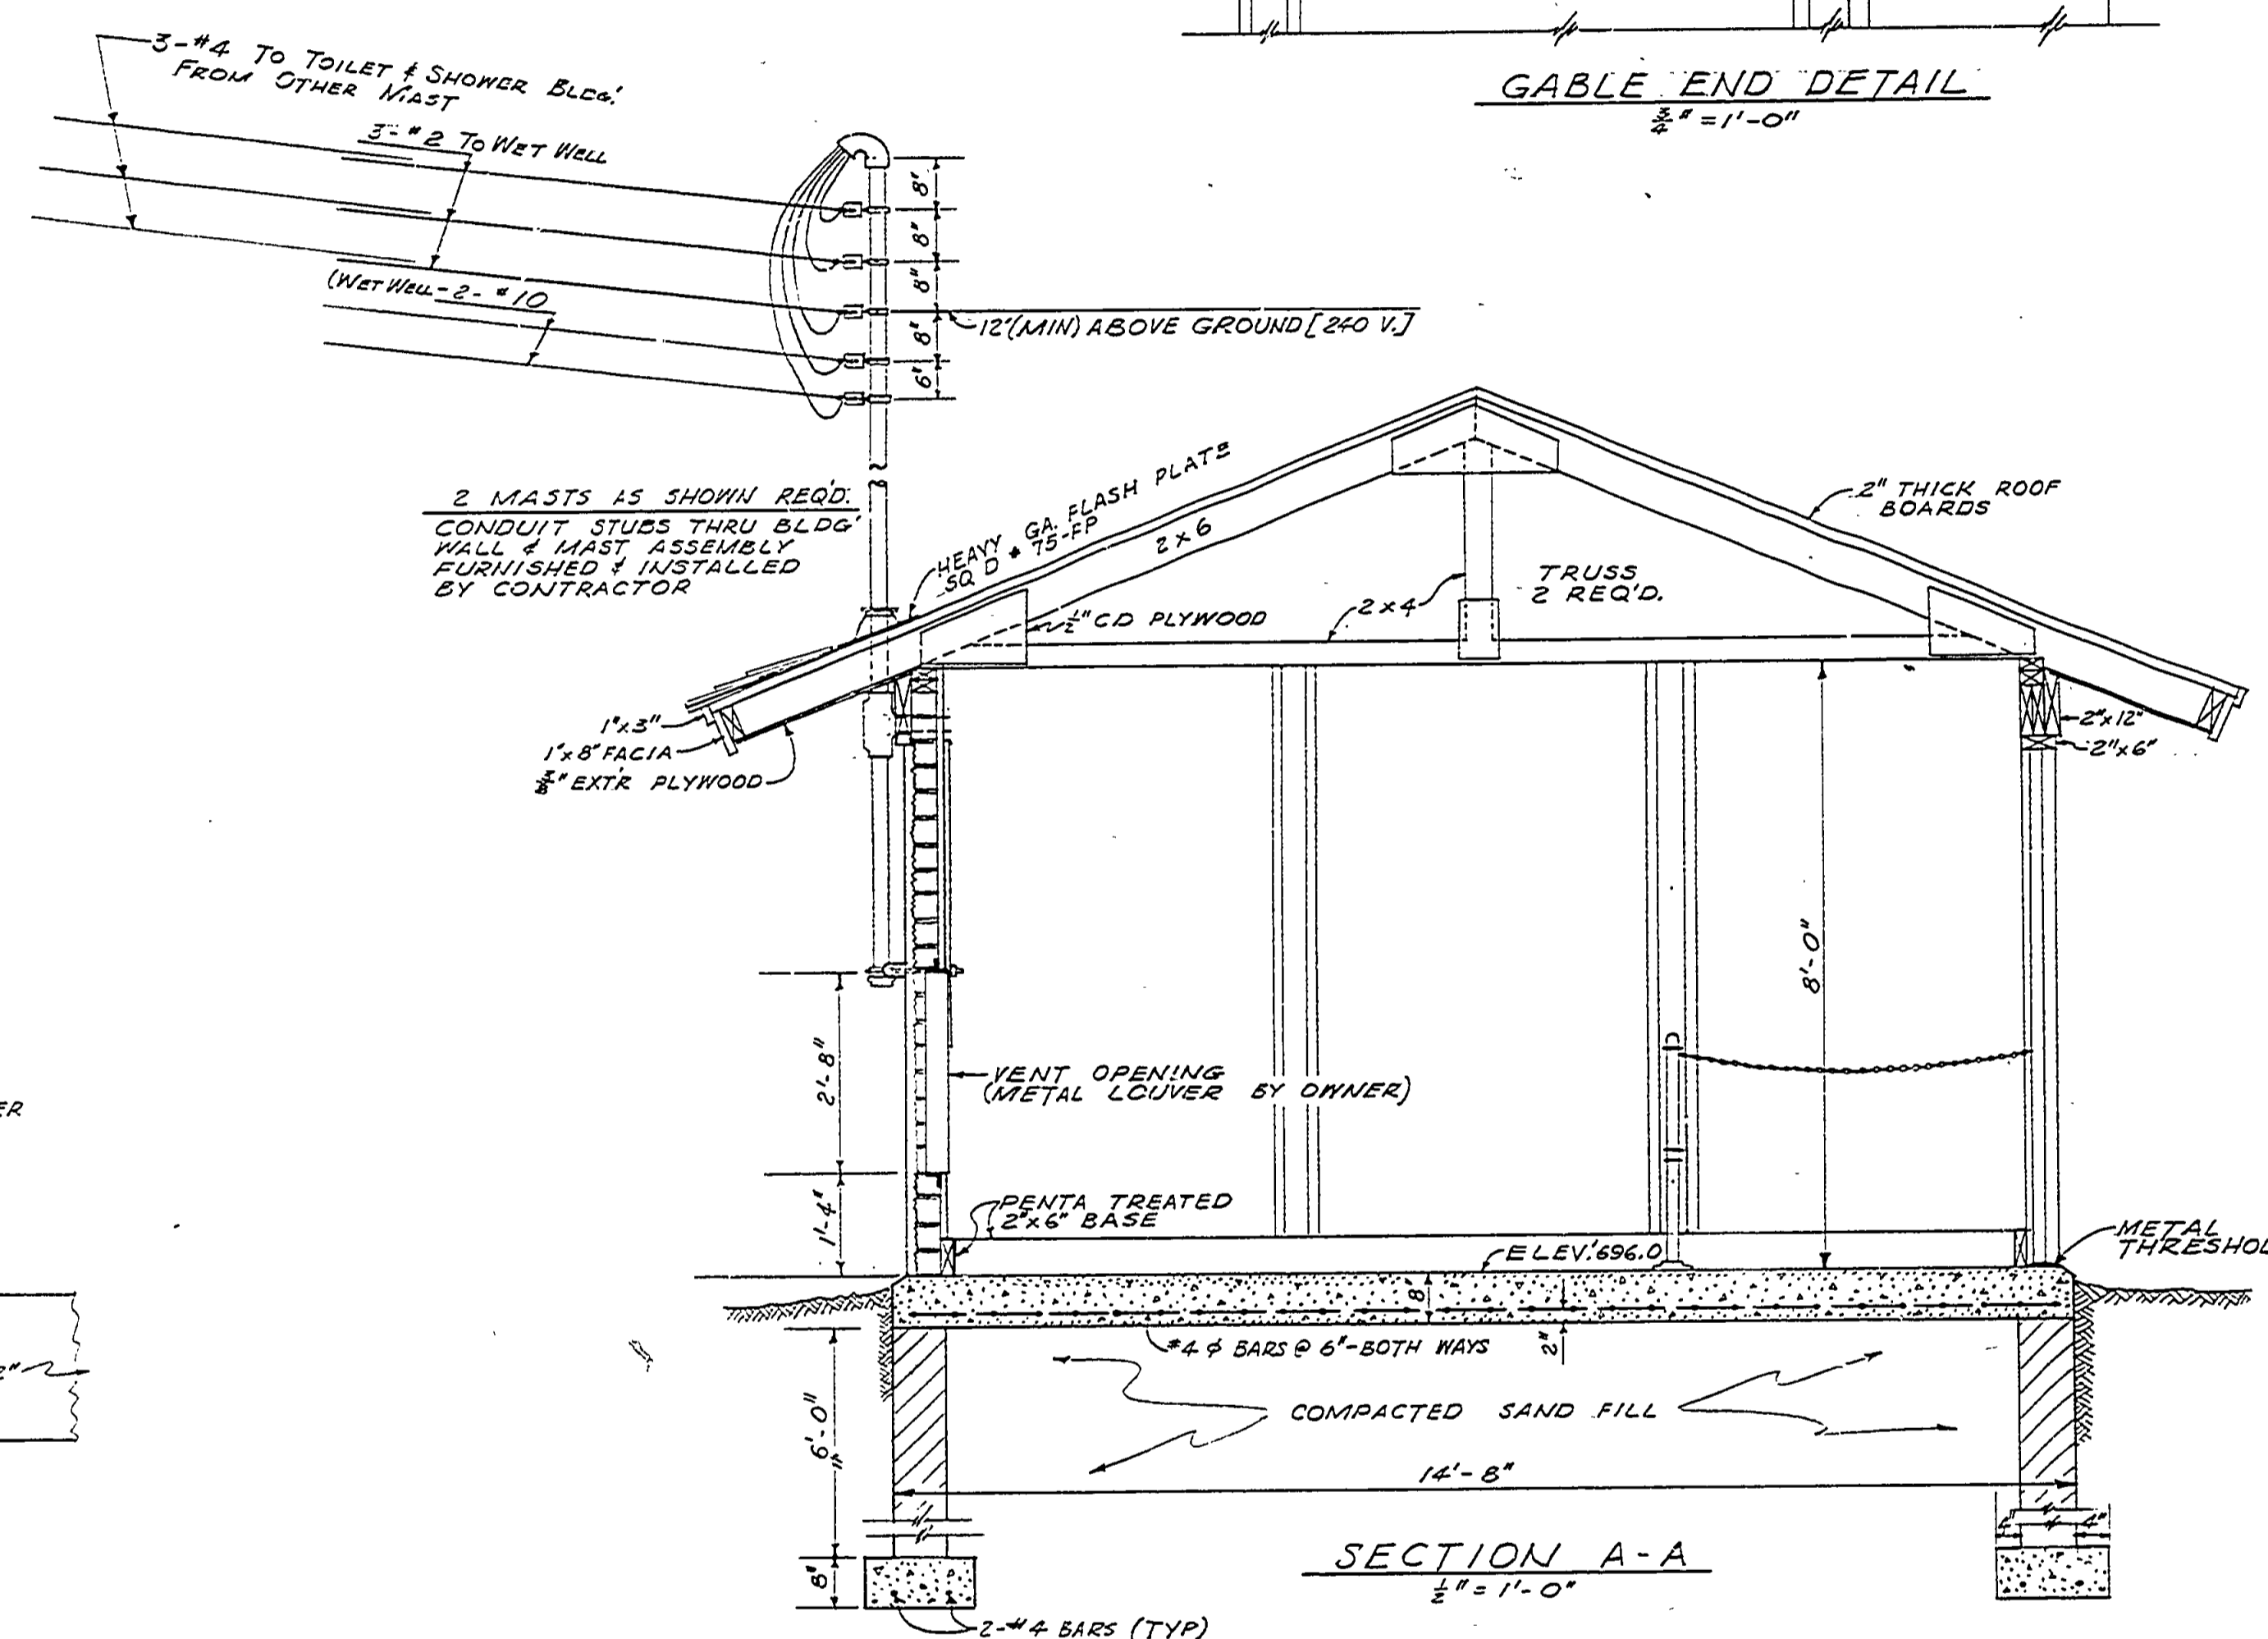 GABLE END DETAIL
3/4" = 1'-0"
3-#4 TO TOILET & SHOWER BLDG.
FROM OTHER MAST
3-#2 TO WET WELL
(WET WELL-2-#10
8"
8"
8"
8"
6"
12'(MIN) ABOVE GROUND [240 V.]
2 MASTS AS SHOWN REQ'D.
CONDUIT STUBS THRU BLDG'
WALL & MAST ASSEMBLY
FURNISHED & INSTALLED
BY CONTRACTOR
HEAVY GA. FLASH PLATE
SQ D # 75-FP
2x6
2" THICK ROOF
BOARDS
TRUSS
2 REQ'D.
2x4
1/2" CD PLYWOOD
1"x3"
1"x8" FACIA
3/8" EXT'R PLYWOOD
2"x12"
2"x6"
8'-0"
2'-8"
VENT OPENING
(METAL LOUVER BY OWNER)
ER
1'-4"
PENTA TREATED
2"x6" BASE
ELEV. 696.0
METAL
THRESHOL
8"
#4 φ BARS @ 6"-BOTH WAYS
2"
2"
6'-0"
COMPACTED SAND FILL
14'-8"
4"
4"
8"
SECTION A-A
1/2" = 1'-0"
2-#4 BARS (TYP)